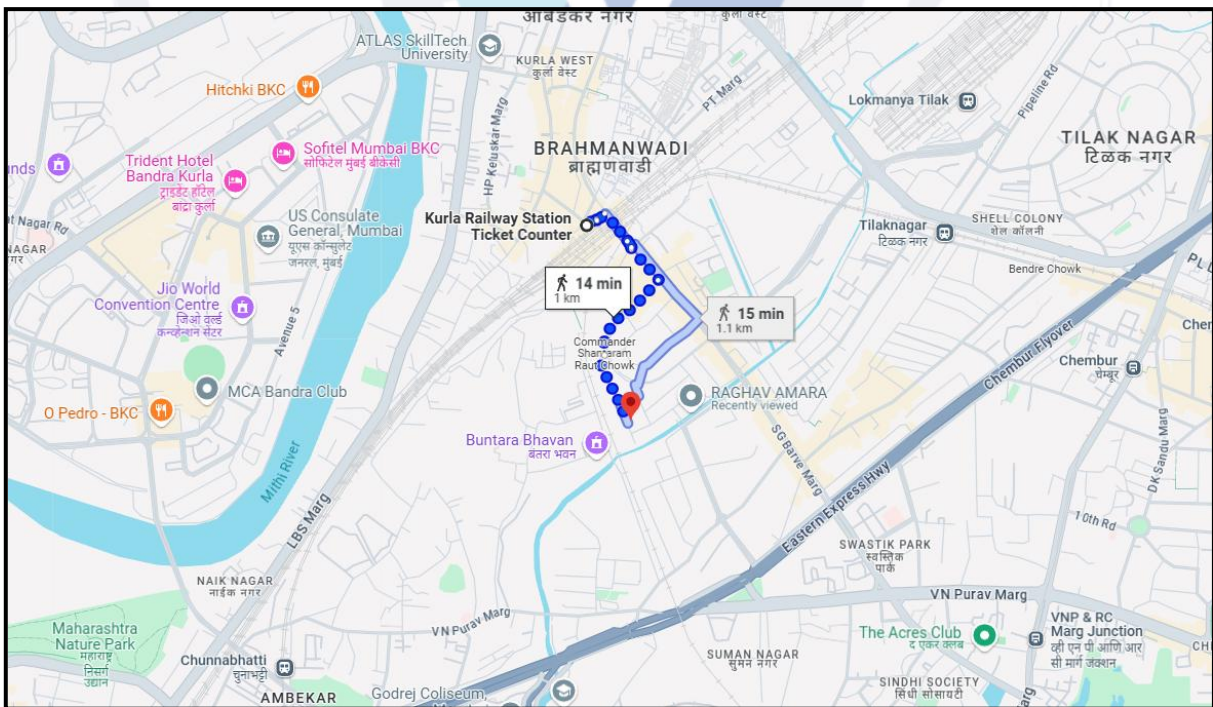 आंबेडकर नगर
कुर्ला वेस्ट
ATLAS SkillTech
University
KURLA WEST
कुर्ला वेस्ट
Hitchki BKC
PT Marg
Lokmanya Tilak
Pipeline Rd
HP Keluskar Marg
BRAHMANWADI
ब्राह्मणवाडी
TILAK NAGAR
टिळक नगर
Sofitel Mumbai BKC
सोफिटेल मुंबई बीकेसी
unds
Trident Hotel
Bandra Kurla
ट्राइडेंट हॉटेल
बांद्रा कुर्ला
at Nagar Rd
NAGAR
गर
US Consulate
General, Mumbai
यूएस कॉन्सुलेट
जनरल, मुंबई
Kurla Railway Station
Ticket Counter
Tilaknagar
टिळक नगर
SHELL COLONY
शेल कॉलनी
Bendre Chowk
PL L
14 min
1 km
15 min
1.1 km
Jio World
Convention Centre
जिओ वर्ल्ड
कन्व्हेन्शन सेंटर
Avenue 5
Chembur Flyover
Cher
Commander
Shantaram
Raut Chowk
Chembur
चेंबूर
MCA Bandra Club
RAGHAV AMARA
Recently viewed
O Pedro - BKC
Buntara Bhavan
बंतरा भवन
SG Barve Marg
DK Sandu Marg
Mithi River
LBS Marg
Eastern Express Hwy
10th Rd
SWASTIK PARK
स्वस्तिक
पार्क
NAIK NAGAR
नाईक नगर
VN Purav Marg
VN Purav Marg
Maharashtra
Nature Park
महाराष्ट्र
निसर्ग
उद्यान
The Acres Club
द एकर क्लब
VNP & RC
Marg Junction
व्ही एन पी आणि आर
सी मार्ग जंक्शन
CH
Chunnabhatti
चुनाभट्टी
SUMAN NAGAR
सुमन नगर
SINDHI SOCIETY
सिंधी सोसायटी
AMBEKAR
Godrej Coliseum,
Marg